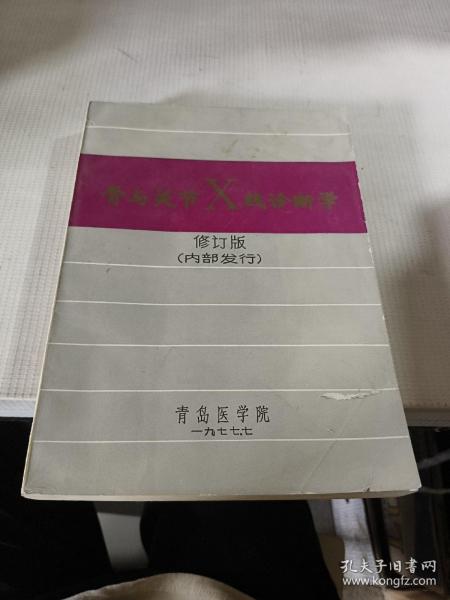 骨与关节X线诊断学
修订版
(内部发行)
青岛医学院
一九七七.七
孔夫子旧书网
www.kongfz.com